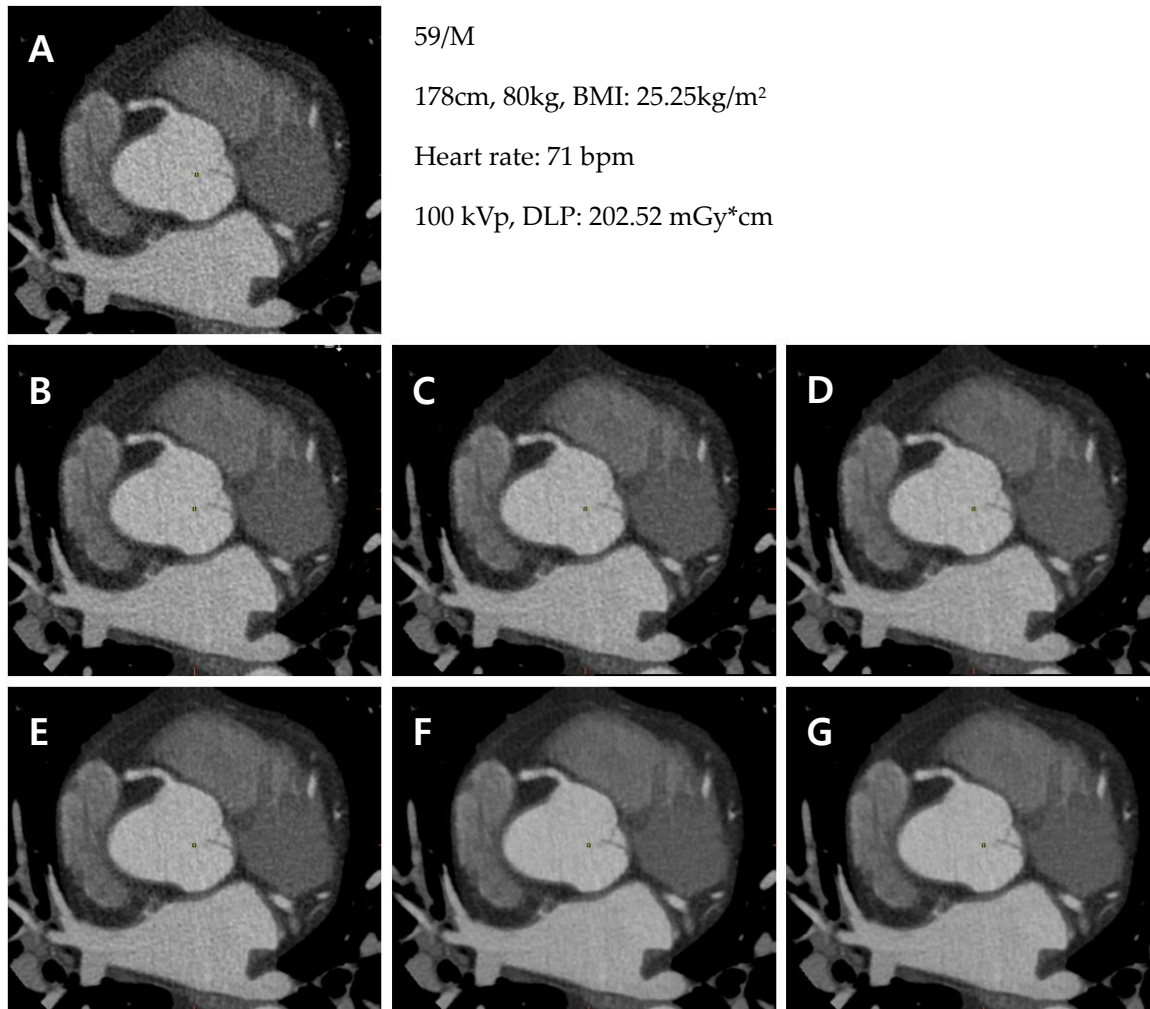 A
59/M
178cm, 80kg, BMI: 25.25kg/m²
Heart rate: 71 bpm
100 kVp, DLP: 202.52 mGy*cm
B
C
D
E
F
G